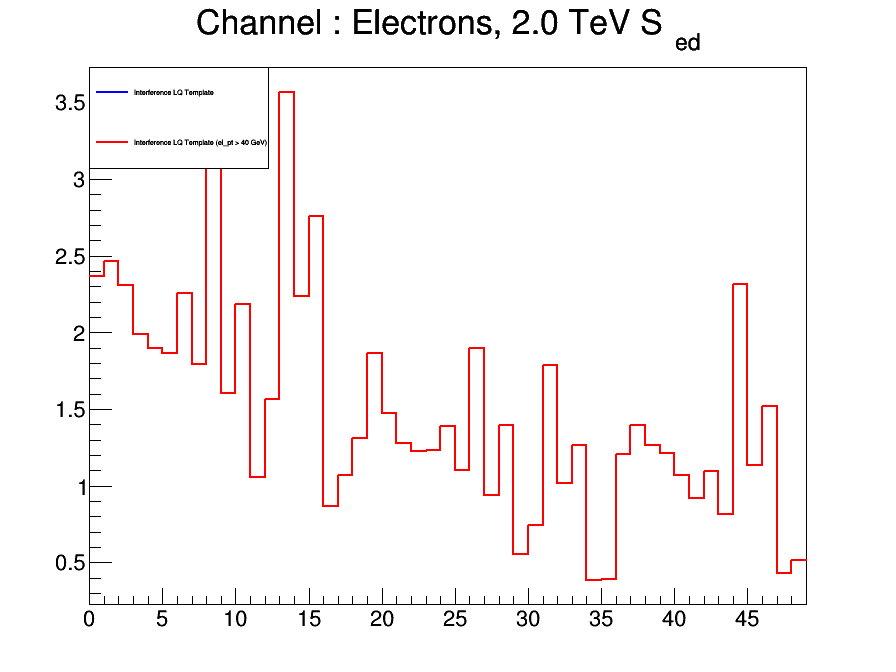 Channel : Electrons, 2.0 TeV S ed
Interference LQ Template
Interference LQ Template (el_pt > 40 GeV)
3.5
3
2.5
2
1.5
1
0.5
0 5 10 15 20 25 30 35 40 45